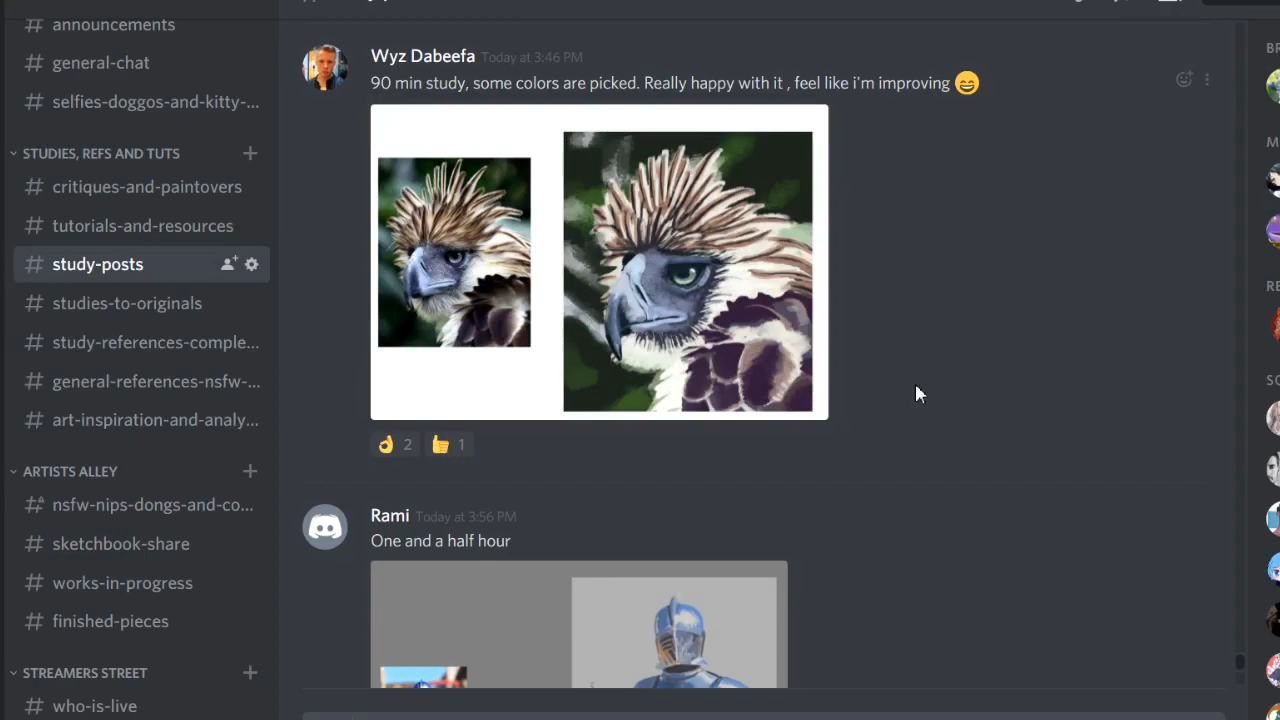 announcements
general-chat
selfies-doggos-and-kitty-...
STUDIES, REFS AND TUTS
critiques-and-paintovers
tutorials-and-resources
study-posts
studies-to-originals
study-references-comple...
general-references-nsfw-...
art-inspiration-and-analy...
ARTISTS ALLEY
nsfw-nips-dongs-and-co...
sketchbook-share
works-in-progress
finished-pieces
STREAMERS STREET
who-is-live
Wyz Dabeefa Today at 3:46 PM
90 min study, some colors are picked. Really happy with it , feel like i'm improving 😄
👌 2 👍 1
Rami Today at 3:56 PM
One and a half hour
BR
M
RE
SC